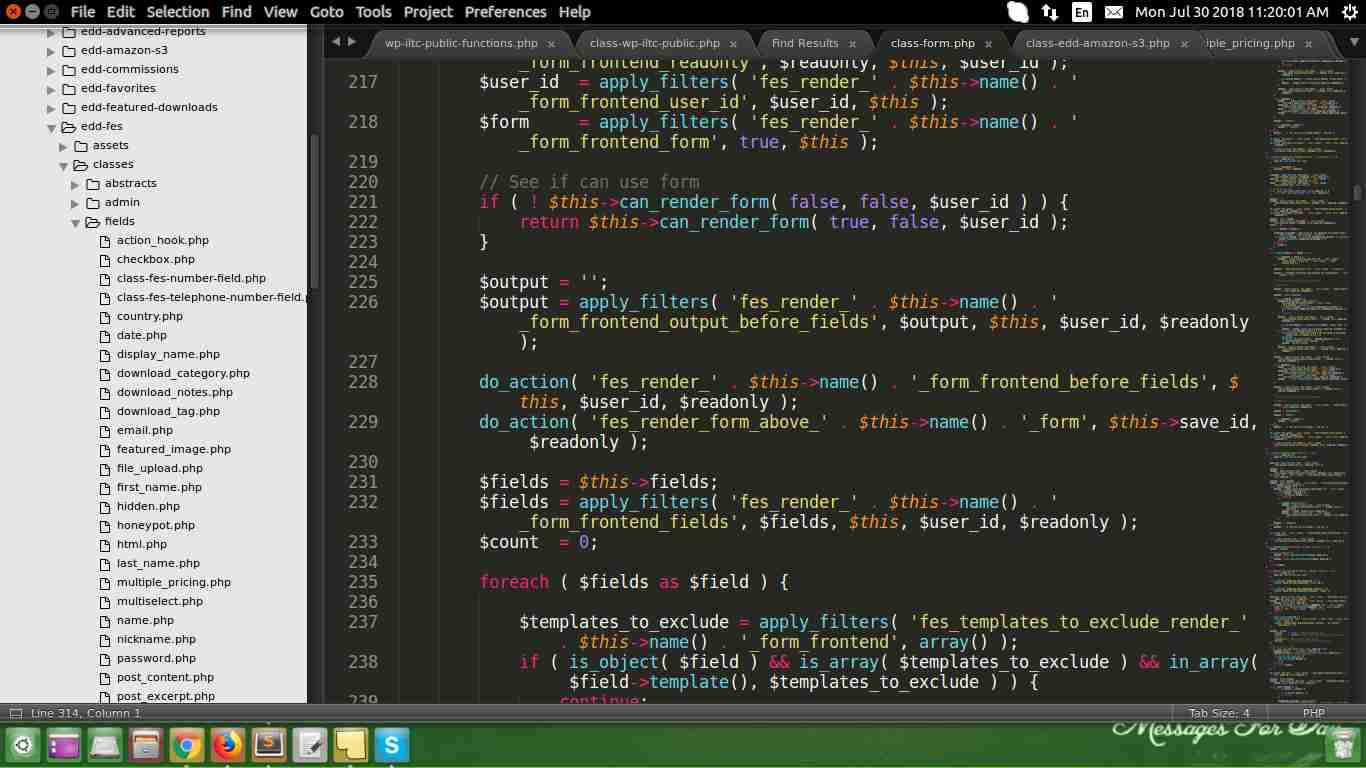 File Edit Selection Find View Goto Tools Project Preferences Help
En Mon Jul 30 2018 11:20:01 AM
edd-advanced-reports
edd-amazon-s3
edd-commissions
edd-favorites
edd-featured-downloads
edd-fes
assets
classes
abstracts
admin
fields
action_hook.php
checkbox.php
class-fes-number-field.php
class-fes-telephone-number-field.p
country.php
date.php
display_name.php
download_category.php
download_notes.php
download_tag.php
email.php
featured_image.php
file_upload.php
first_name.php
hidden.php
honeypot.php
html.php
last_name.php
multiple_pricing.php
multiselect.php
name.php
nickname.php
password.php
post_content.php
post_excerpt.php
wp-iltc-public-functions.php × class-wp-iltc-public.php × Find Results × class-form.php × class-edd-amazon-s3.php × iple_pricing.php ×
_form_frontend_readonly', $readonly, $this, $user_id );
217 $user_id = apply_filters( 'fes_render_' . $this->name() . '
_form_frontend_user_id', $user_id, $this );
218 $form = apply_filters( 'fes_render_' . $this->name() . '
_form_frontend_form', true, $this );
219
220 // See if can use form
221 if ( ! $this->can_render_form( false, false, $user_id ) ) {
222 return $this->can_render_form( true, false, $user_id );
223 }
224
225 $output = '';
226 $output = apply_filters( 'fes_render_' . $this->name() . '
_form_frontend_output_before_fields', $output, $this, $user_id, $readonly
);
227
228 do_action( 'fes_render_' . $this->name() . '_form_frontend_before_fields', $
this, $user_id, $readonly );
229 do_action( 'fes_render_form_above_' . $this->name() . '_form', $this->save_id,
$readonly );
230
231 $fields = $this->fields;
232 $fields = apply_filters( 'fes_render_' . $this->name() . '
_form_frontend_fields', $fields, $this, $user_id, $readonly );
233 $count = 0;
234
235 foreach ( $fields as $field ) {
236
237 $templates_to_exclude = apply_filters( 'fes_templates_to_exclude_render_'
. $this->name() . '_form_frontend', array() );
238 if ( is_object( $field ) && is_array( $templates_to_exclude ) && in_array(
$field->template(), $templates_to_exclude ) ) {
239 continue;
Line 314, Column 1 Tab Size: 4 PHP
Messages For Da